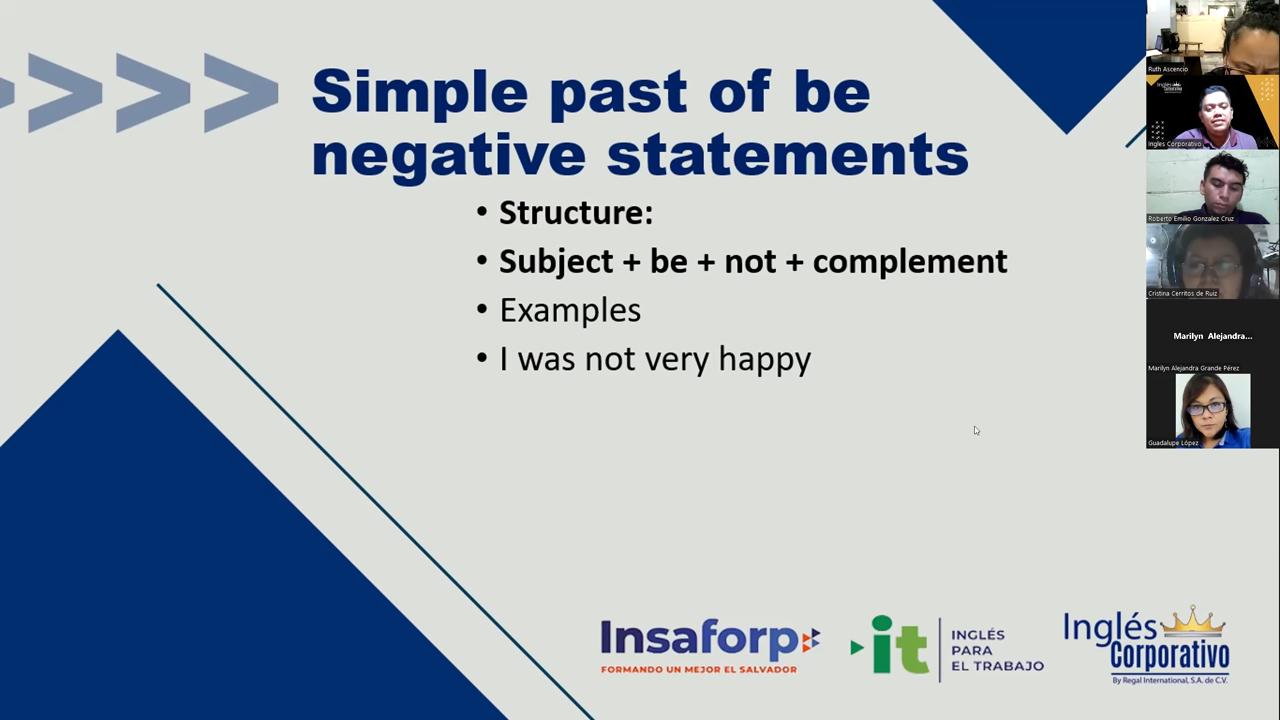 Simple past of be
negative statements
• Structure:
• Subject + be + not + complement
• Examples
• I was not very happy
Insaforp
FORMANDO UN MEJOR EL SALVADOR
it
INGLÉS
PARA
EL TRABAJO
Inglés
Corporativo
By Regal International, S.A. de C.V.
Ruth Ascencio
Ingles Corporativo
Roberto Emilio Gonzalez Cruz
Cristina Cerritos de Ruiz
Marilyn Alejandra...
Marilyn Alejandra Grande Pérez
Guadalupe López